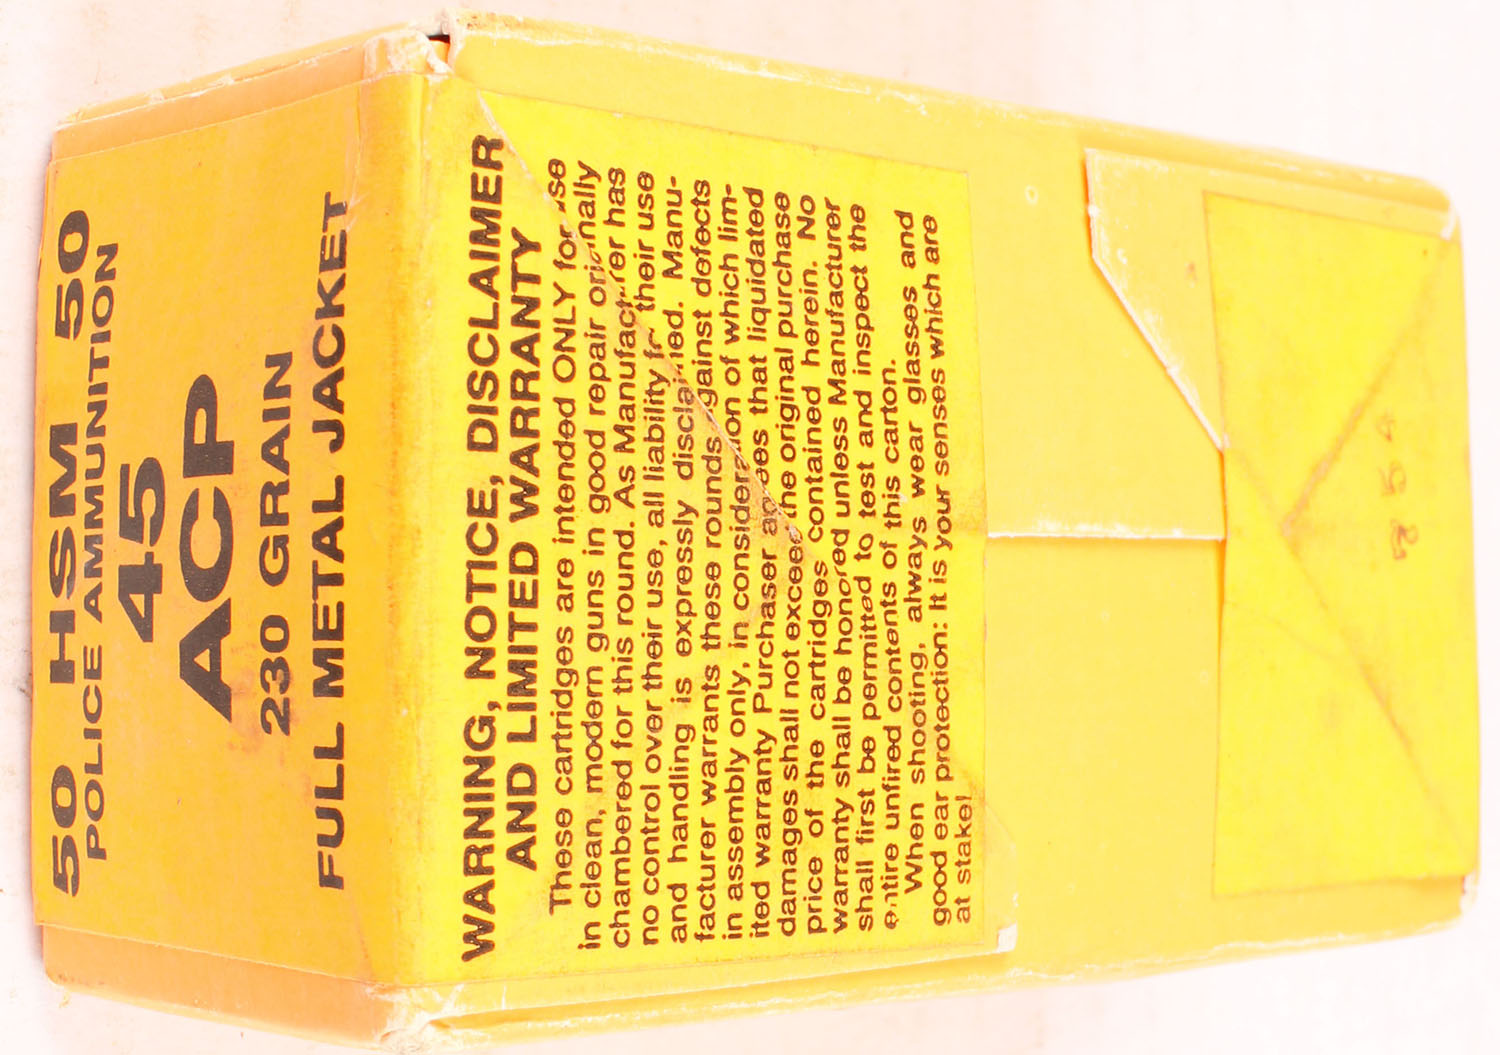 50 HSM 50
POLICE AMMUNITION
45
ACP
230 GRAIN
FULL METAL JACKET
WARNING, NOTICE, DISCLAIMER
AND LIMITED WARRANTY
These cartridges are intended ONLY for use
in clean, modern guns in good repair originally
chambered for this round. As Manufacturer has
no control over their use, all liability fr their use
and handling is expressly disclaimed. Manu-
facturer warrants these rounds against defects
in assembly only, in consideration of which lim-
ited warranty Purchaser agrees that liquidated
damages shall not exceed the original purchase
price of the cartridges contained herein. No
warranty shall be honored unless Manufacturer
shall first be permitted to test and inspect the
entire unfired contents of this carton.
When shooting, always wear glasses and
good ear protection: It is your senses which are
at stake!